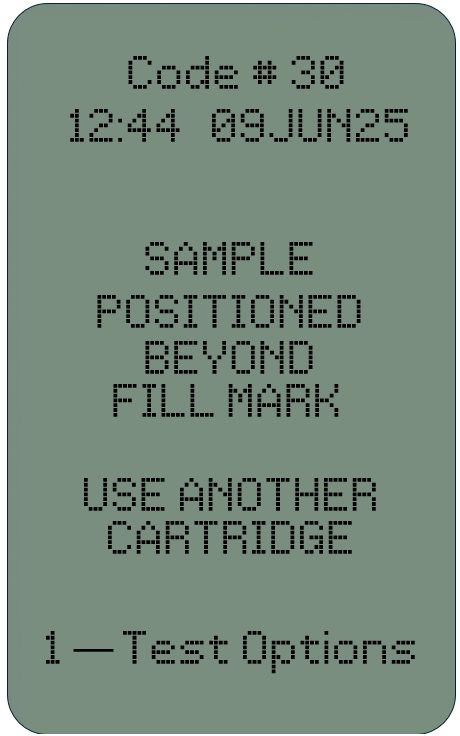 Code # 30
12:44 09JUN25
SAMPLE
POSITIONED
BEYOND
FILL MARK
USE ANOTHER
CARTRIDGE
1 — Test Options